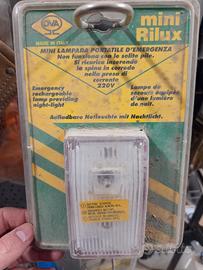 OVA
MADE IN ITALY
mini
Rilux
MINI LAMPADA PORTATILE D'EMERGENZA
Non funziona con le solite pile.
Si ricarica inserendo
la spina in corredo
nella presa di
corrente
220V
Emergency
rechargeable
lamp providing
night-light
Lampe de
secours équipée
d'une lumière
de nuit.
Aufladbare Notleuchte mit Nachtlicht.
subito